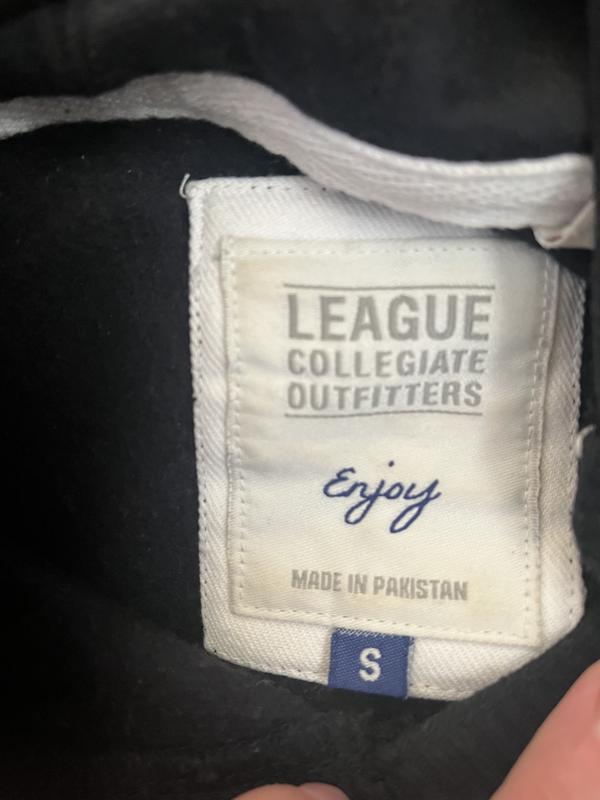 LEAGUE
COLLEGIATE
OUTFITTERS
Enjoy
MADE IN PAKISTAN
S